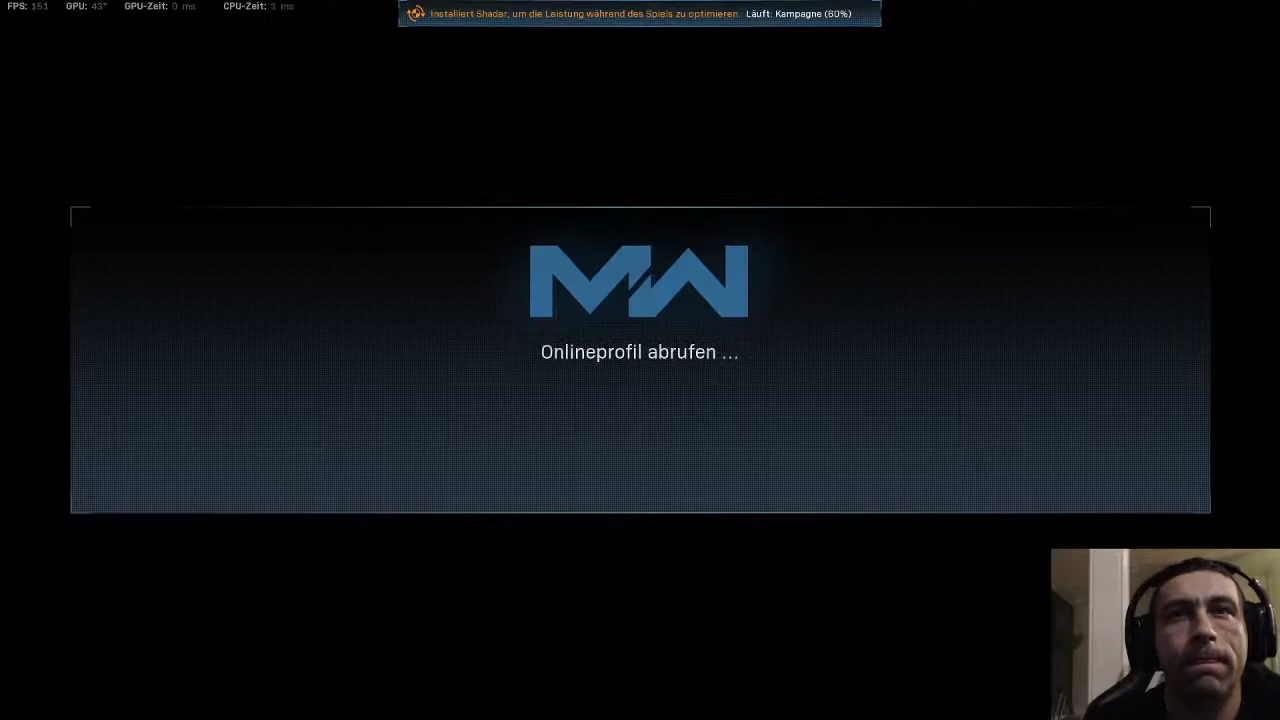 FPS: 151 GPU: 43° GPU-Zeit: 0 ms CPU-Zeit: 3 ms
Installiert Shader, um die Leistung während des Spiels zu optimieren. Läuft: Kampagne (60%)
MW
Onlineprofil abrufen ...